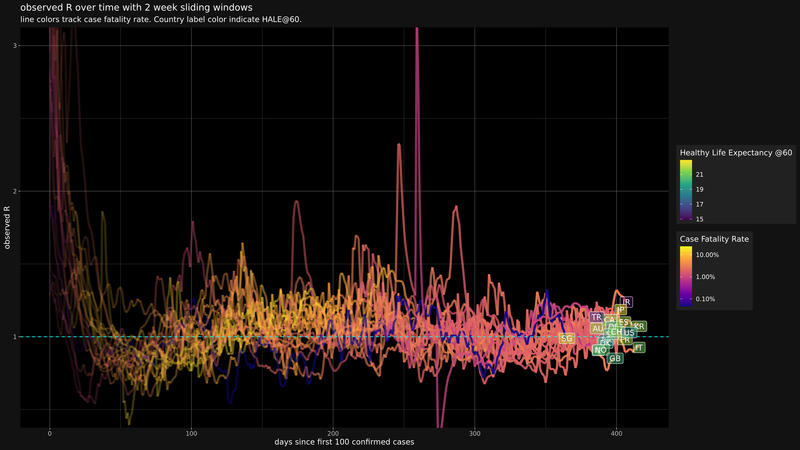 observed R over time with 2 week sliding windows
line colors track case fatality rate. Country label color indicate HALE@60.
observed R
3
2
1
0
100
200
300
400
days since first 100 confirmed cases
IR
TR
CA
ES
AU
KR
CH
US
SG
FR
IT
NO
GB
Healthy Life Expectancy @60
21
19
17
15
Case Fatality Rate
10.00%
1.00%
0.10%